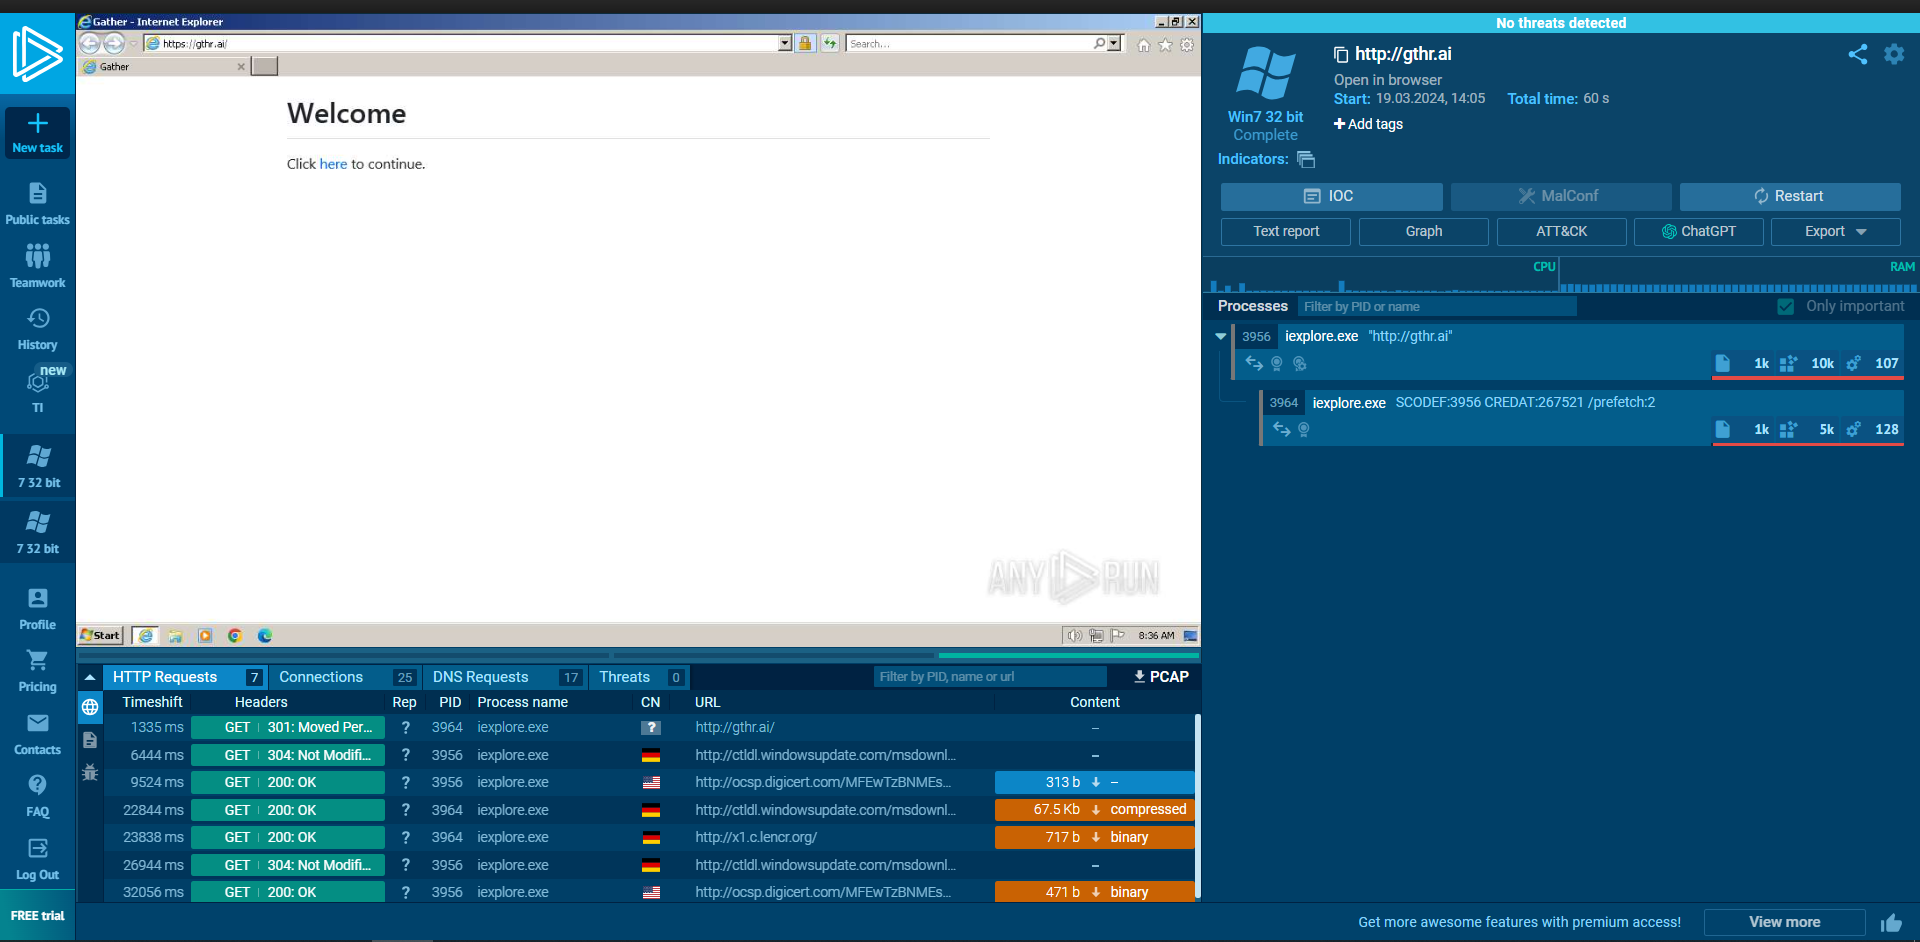 Gather - Internet Explorer
https://gthr.ai/
Search...
Gather
Welcome
Click here to continue.
ANY RUN
Start
8:36 AM
New task
Public tasks
Teamwork
History
new
TI
7 32 bit
7 32 bit
Profile
Pricing
Contacts
FAQ
Log Out
FREE trial
HTTP Requests 7
Connections 25
DNS Requests 17
Threats 0
Filter by PID, name or url
PCAP
Timeshift Headers Rep PID Process name CN URL Content
1335 ms GET 301: Moved Per... ? 3964 iexplore.exe ? http://gthr.ai/ –
6444 ms GET 304: Not Modifi... ? 3956 iexplore.exe http://ctldl.windowsupdate.com/msdownl... –
9524 ms GET 200: OK ? 3956 iexplore.exe http://ocsp.digicert.com/MFEwTzBNMEs... 313 b –
22844 ms GET 200: OK ? 3964 iexplore.exe http://ctldl.windowsupdate.com/msdownl... 67.5 Kb compressed
23838 ms GET 200: OK ? 3964 iexplore.exe http://x1.c.lencr.org/ 717 b binary
26944 ms GET 304: Not Modifi... ? 3956 iexplore.exe http://ctldl.windowsupdate.com/msdownl... –
32056 ms GET 200: OK ? 3956 iexplore.exe http://ocsp.digicert.com/MFEwTzBNMEs... 471 b binary
No threats detected
http://gthr.ai
Open in browser
Start: 19.03.2024, 14:05 Total time: 60 s
Win7 32 bit
Complete
+ Add tags
Indicators:
IOC
MalConf
Restart
Text report
Graph
ATT&CK
ChatGPT
Export
CPU
RAM
Processes
Filter by PID or name
Only important
3956 iexplore.exe "http://gthr.ai"
1k 10k 107
3964 iexplore.exe SCODEF:3956 CREDAT:267521 /prefetch:2
1k 5k 128
Get more awesome features with premium access!
View more